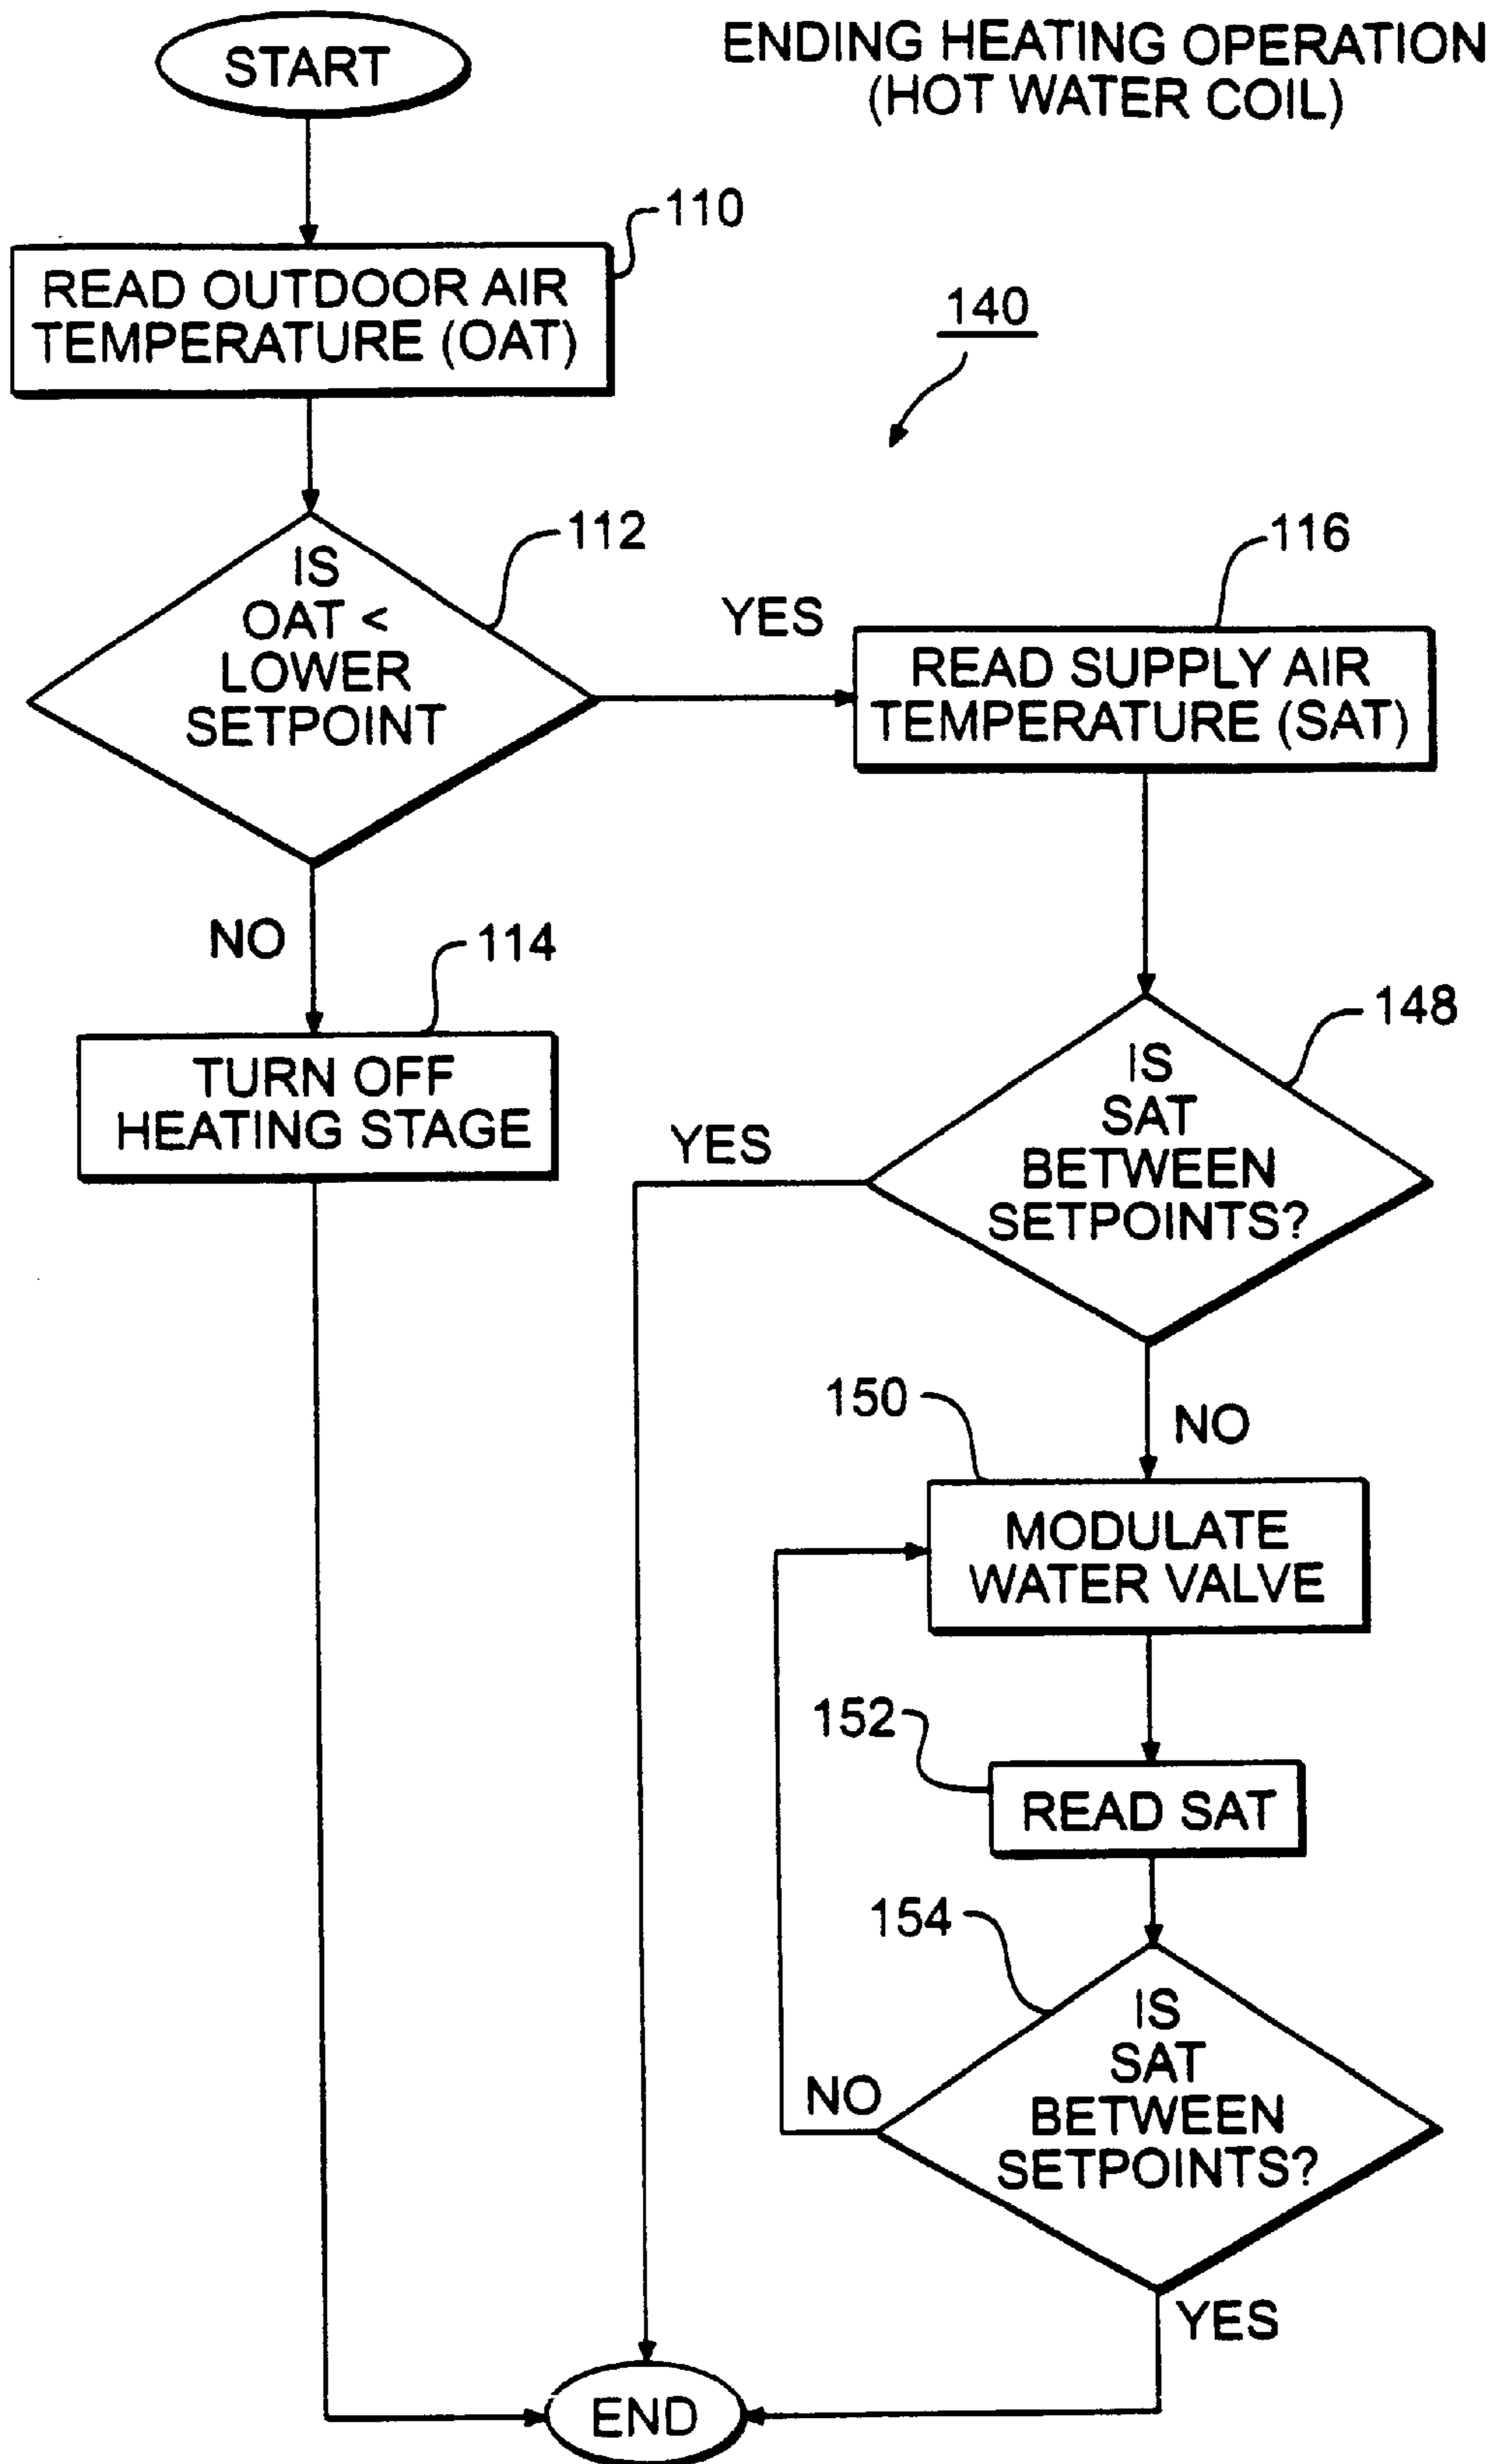 START
ENDING HEATING OPERATION
(HOT WATER COIL)
110
READ OUTDOOR AIR
TEMPERATURE (OAT)
140
112
IS
OAT <
LOWER
SETPOINT
YES
116
READ SUPPLY AIR
TEMPERATURE (SAT)
NO
114
TURN OFF
HEATING STAGE
148
IS
SAT
BETWEEN
SETPOINTS?
YES
NO
150
MODULATE
WATER VALVE
152
READ SAT
154
IS
SAT
BETWEEN
SETPOINTS?
NO
YES
END